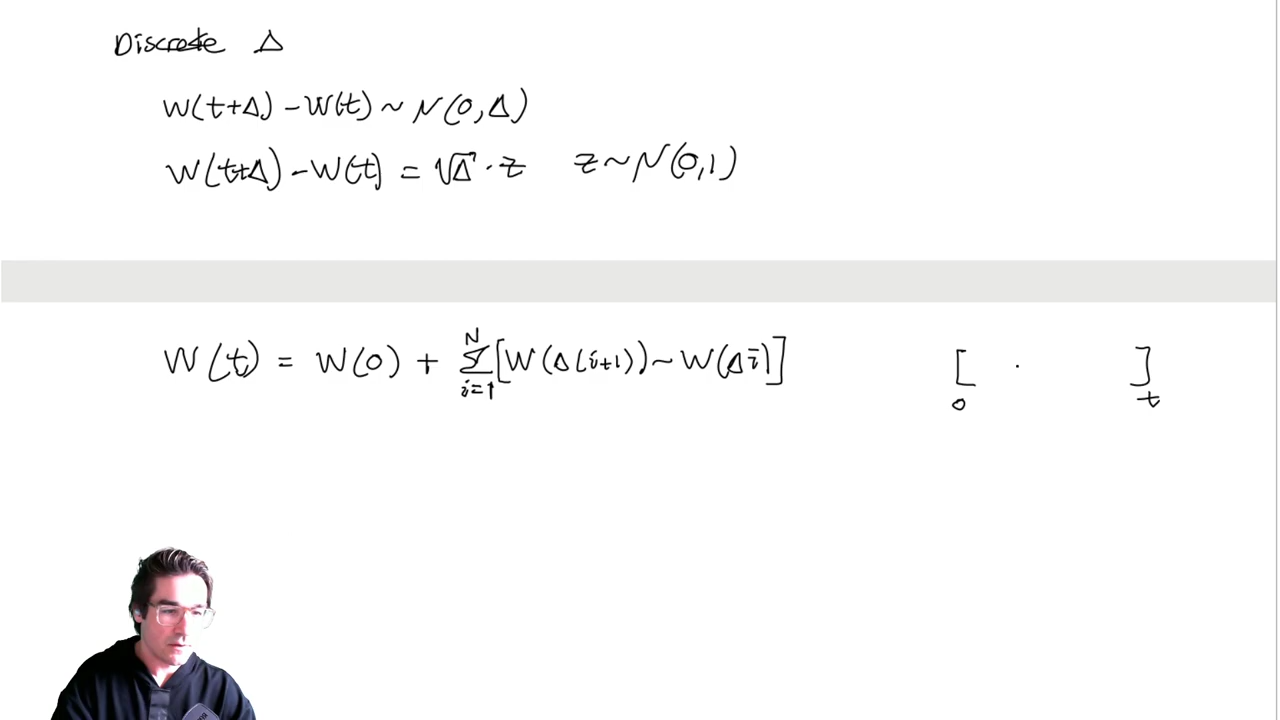 Discrete Δ
W(t+Δ) - W(t) ~ N(0,Δ)
W(t+Δ) - W(t) = √Δ · z    z ~ N(0,1)
W(t) = W(0) + Σ_{i=1}^{N} [W(Δ(i+1)) ~ W(Δi)]    [ · ]
0    t